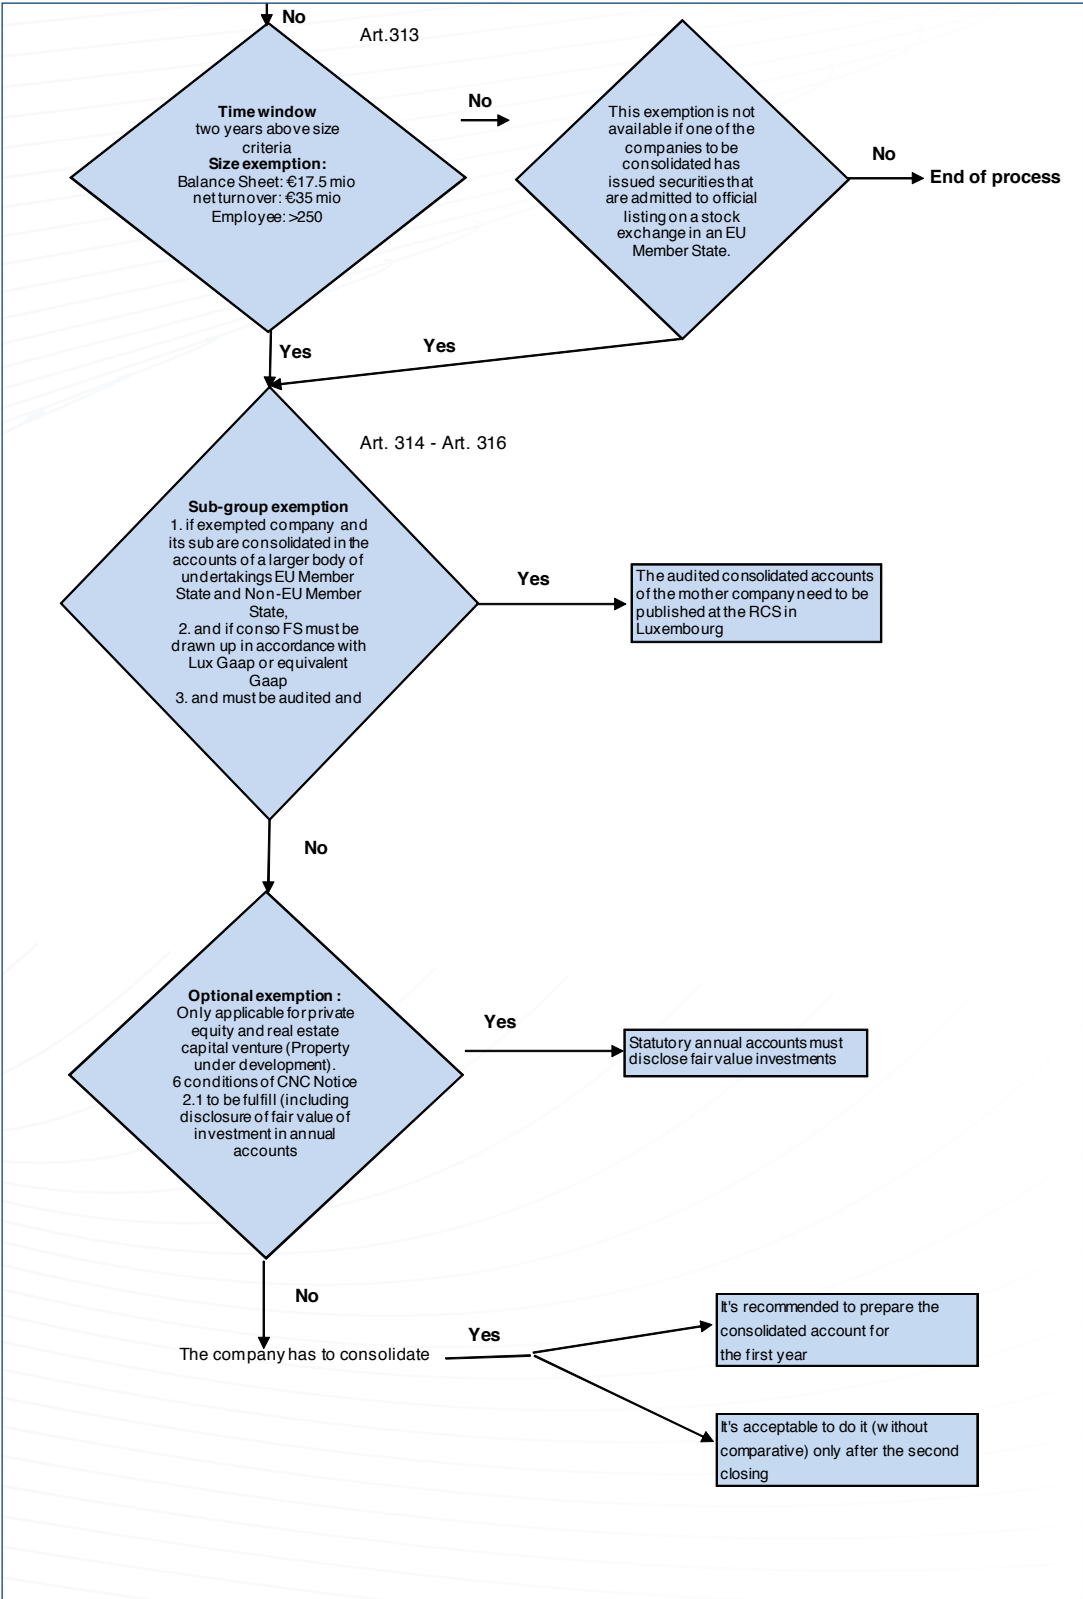 No
Art.313
Time window
two years above size
criteria
Size exemption:
Balance Sheet: €17.5 mio
net turnover: €35 mio
Employee: >250
No
This exemption is not
available if one of the
companies to be
consolidated has
issued securities that
are admitted to official
listing on a stock
exchange in an EU
Member State.
No
End of process
Yes
Yes
Art. 314 - Art. 316
Sub-group exemption
1. if exempted company and
its sub are consolidated in the
accounts of a larger body of
undertakings EU Member
State and Non-EU Member
State,
2. and if conso FS must be
drawn up in accordance with
Lux Gaap or equivalent
Gaap
3. and must be audited and
Yes
The audited consolidated accounts
of the mother company need to be
published at the RCS in
Luxembourg
No
Optional exemption :
Only applicable for private
equity and real estate
capital venture (Property
under development).
6 conditions of CNC Notice
2.1 to be fulfill (including
disclosure of fair value of
investment in annual
accounts
Yes
Statutory annual accounts must
disclose fair value investments
No
The company has to consolidate
Yes
It's recommended to prepare the
consolidated account for
the first year
It's acceptable to do it (without
comparative) only after the second
closing